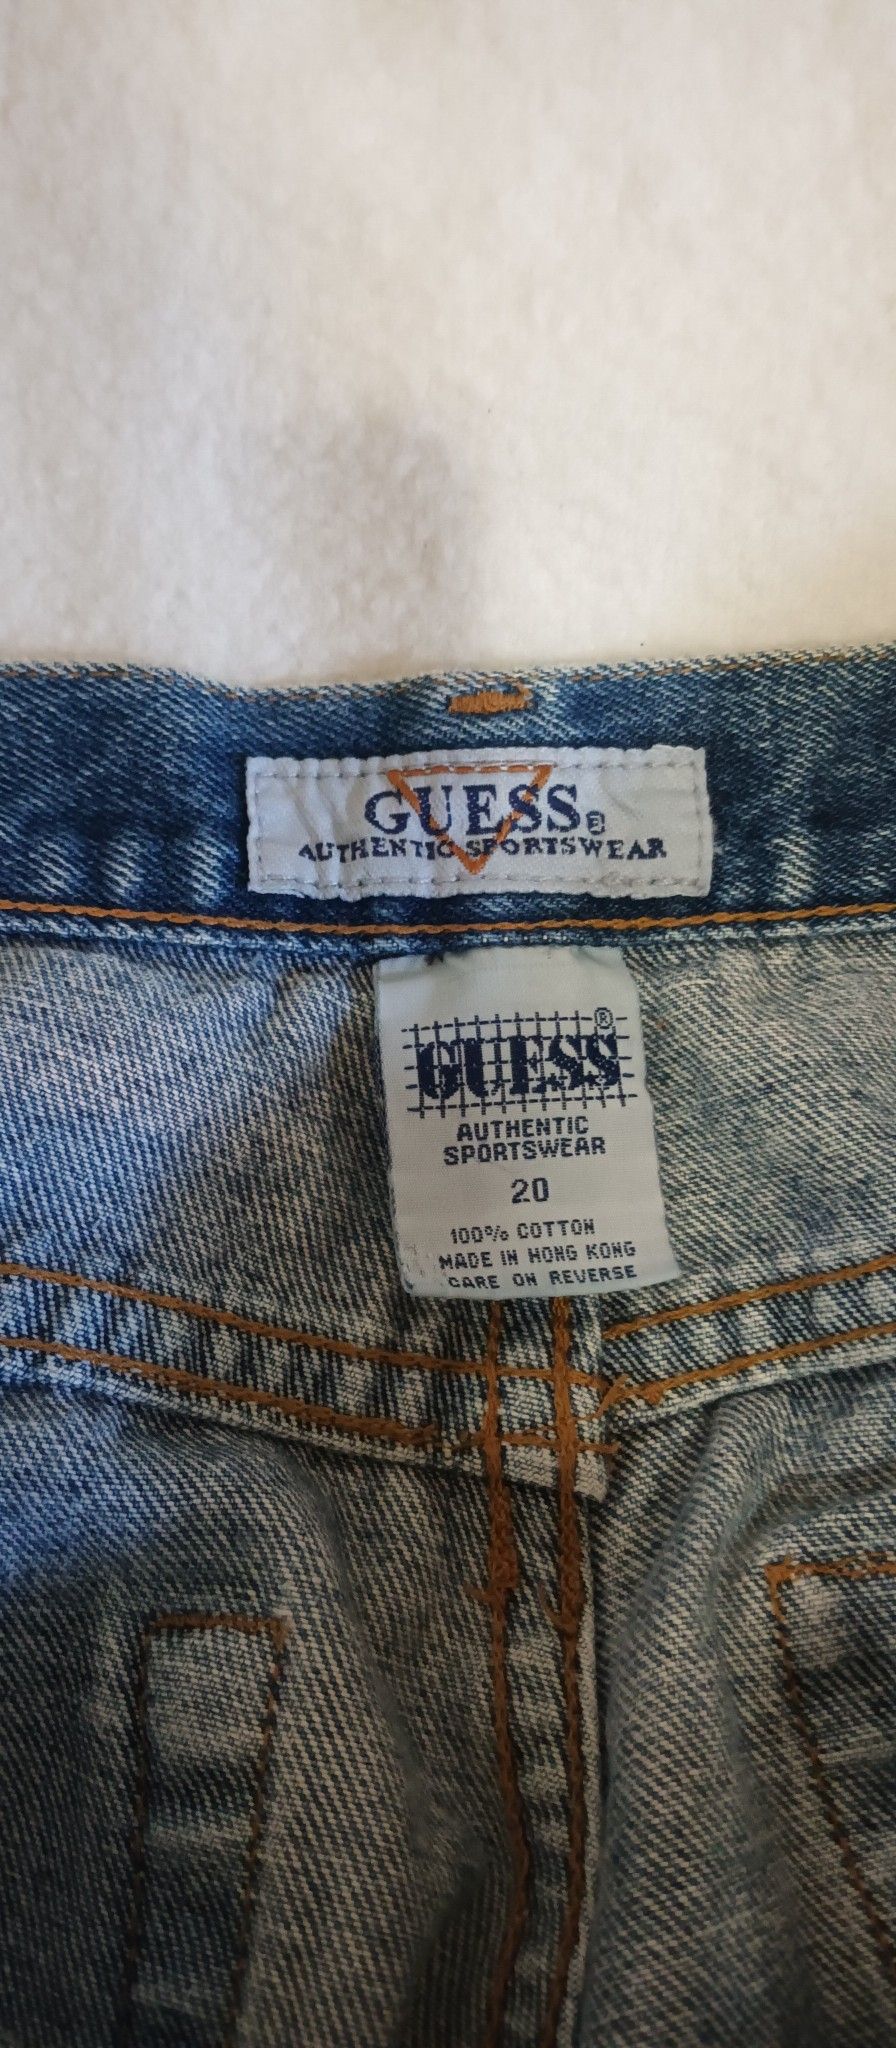 GUESS®
AUTHENTIC SPORTSWEAR
GUESS®
AUTHENTIC
SPORTSWEAR
20
100% COTTON
MADE IN HONG KONG
CARE ON REVERSE